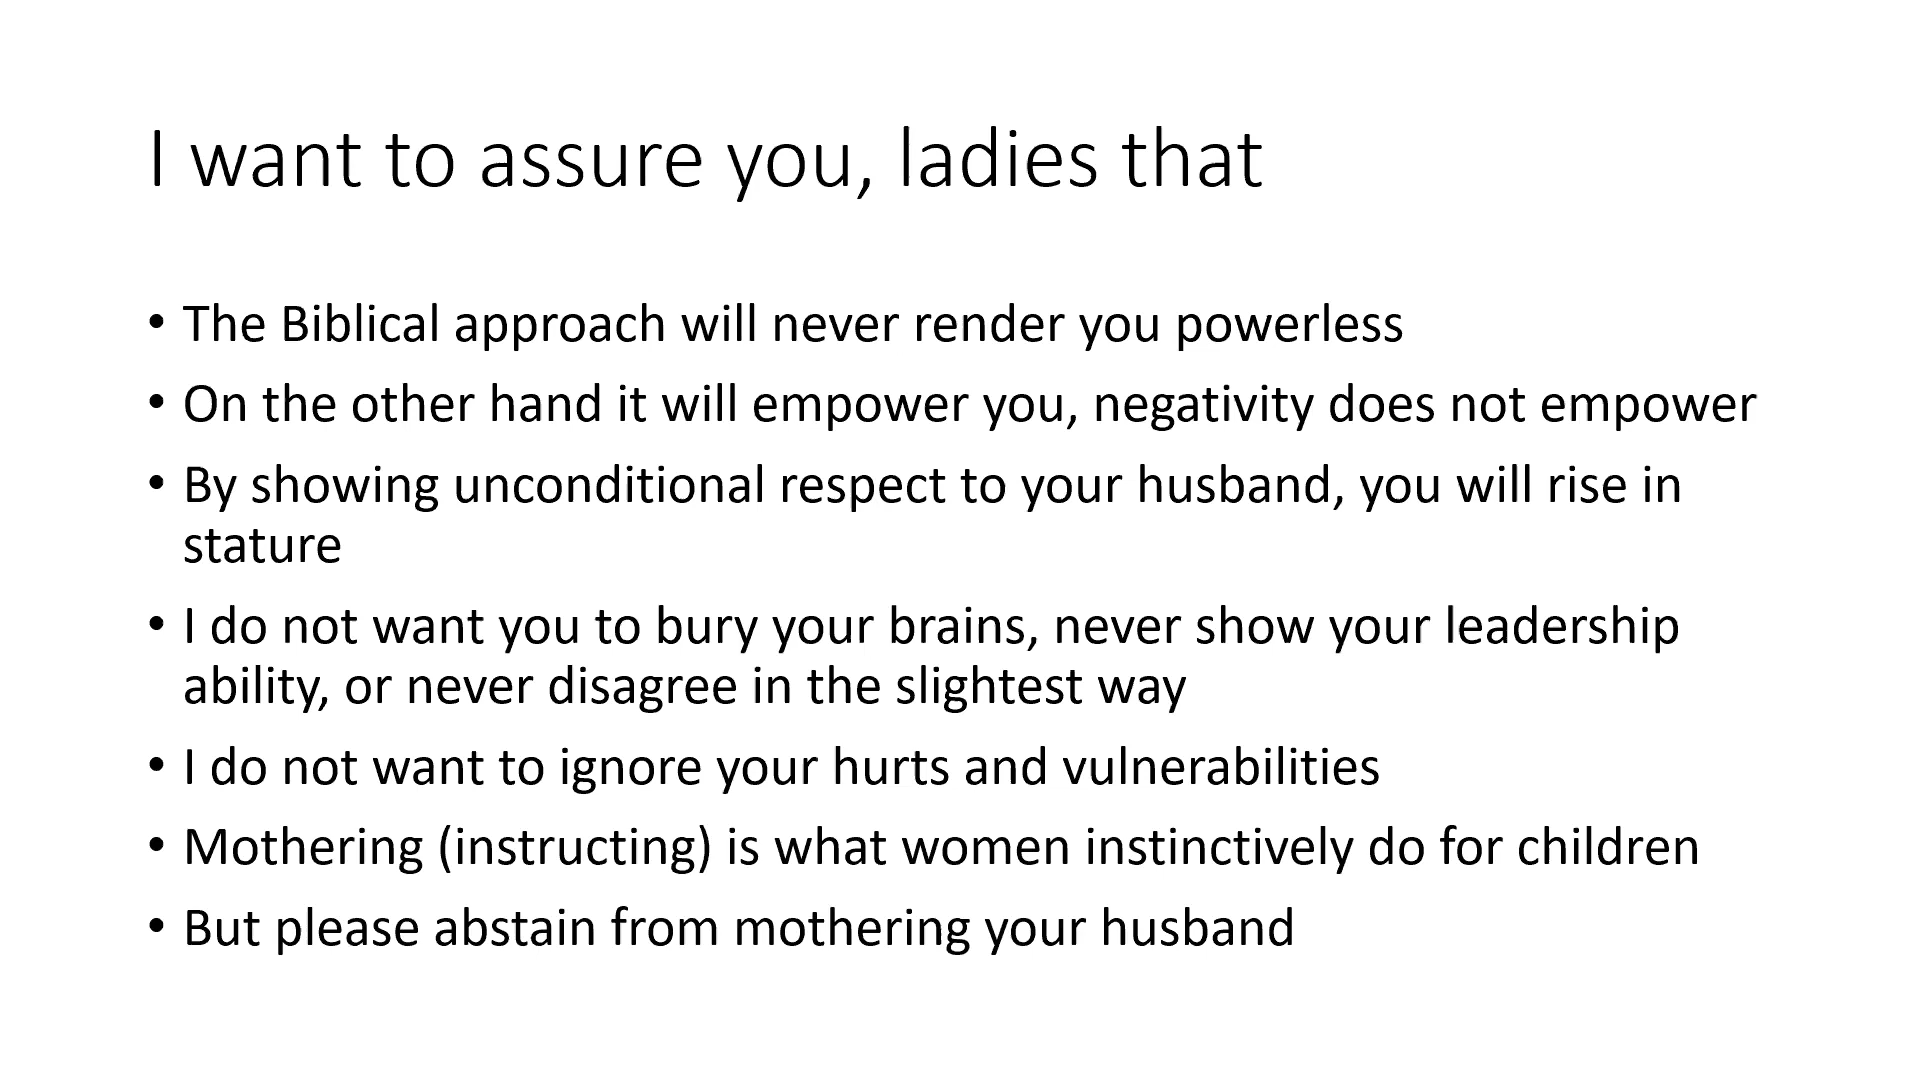 I want to assure you, ladies that
• The Biblical approach will never render you powerless
• On the other hand it will empower you, negativity does not empower
• By showing unconditional respect to your husband, you will rise in
stature
• I do not want you to bury your brains, never show your leadership
ability, or never disagree in the slightest way
• I do not want to ignore your hurts and vulnerabilities
• Mothering (instructing) is what women instinctively do for children
• But please abstain from mothering your husband